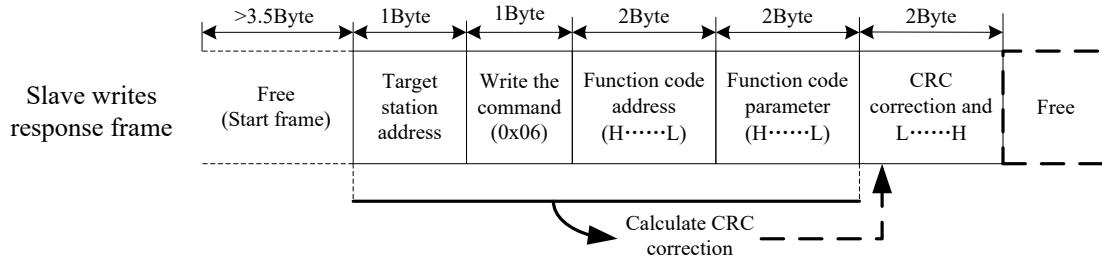 >3.5Byte 1Byte 1Byte 2Byte 2Byte 2Byte
Slave writes
response frame
Free
(Start frame)
Target
station
address
Write the
command
(0x06)
Function code
address
(H⋯⋯L)
Function code
parameter
(H⋯⋯L)
CRC
correction and
L⋯⋯H
Free
Calculate CRC
correction